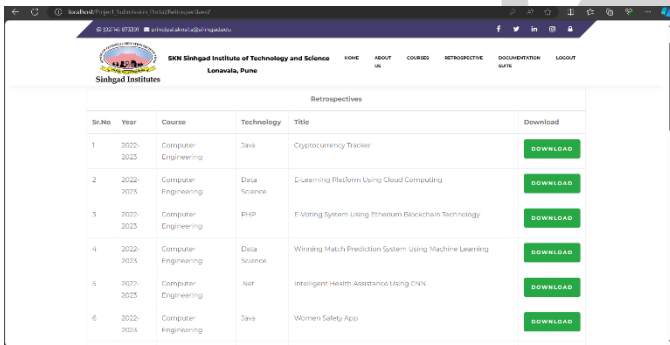 localhost/Project_Submission_Portal/Retrospectives/
HOME ABOUT US COURSES RETROSPECTIVE DOCUMENTATION SUITE LOGOUT
SKN Sinhgad Institute of Technology and Science
Lonavala, Pune
Sinhgad Institutes
Retrospectives
Sr.No Year Course Technology Title Download
1 2022-2023 Computer Engineering Java Cryptocurrency Tracker DOWNLOAD
2 2022-2023 Computer Engineering Data Science E-Learning Platform Using Cloud Computing DOWNLOAD
3 2022-2023 Computer Engineering PHP E-Voting System Using Etherium Blockchain Technology DOWNLOAD
4 2022-2023 Computer Engineering Data Science Winning Match Prediction System Using Machine Learning DOWNLOAD
5 2022-2023 Computer Engineering .Net Intelligent Health Assistance Using CNN DOWNLOAD
6 2022-2023 Computer Engineering Java Women Safety App DOWNLOAD